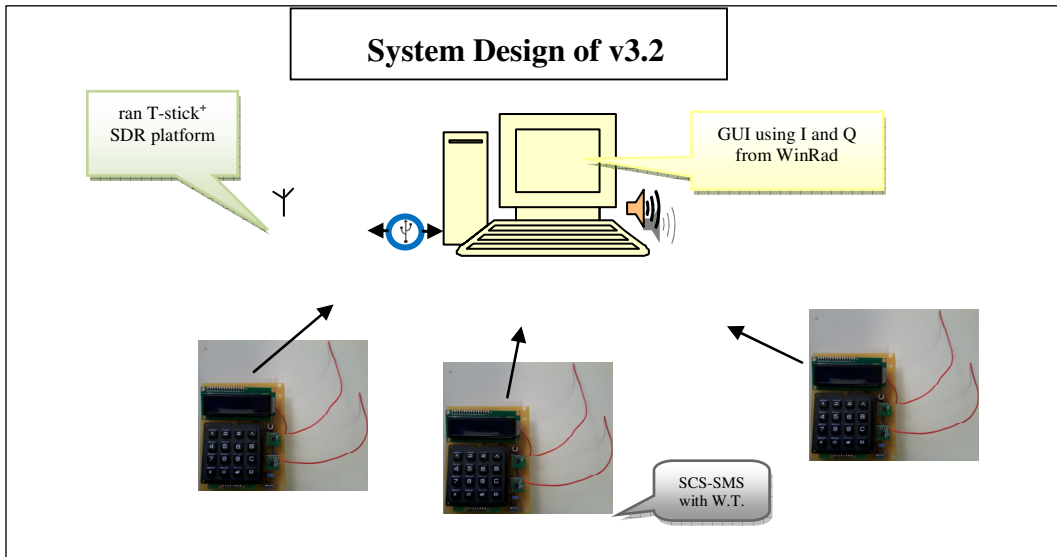 System Design of v3.2
ran T-stick⁺
SDR platform
GUI using I and Q
from WinRad
SCS-SMS
with W.T.